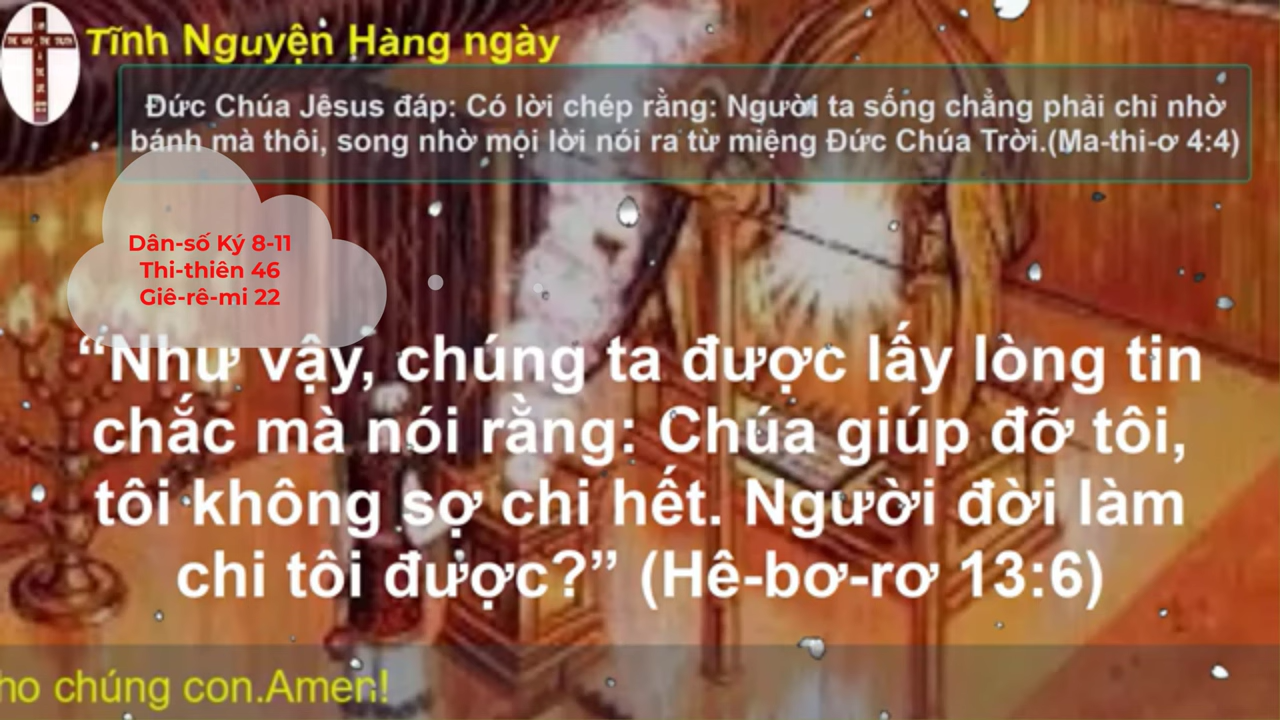 Tĩnh Nguyện Hàng ngày
Đức Chúa Jêsus đáp: Có lời chép rằng: Người ta sống chẳng phải chỉ nhờ
bánh mà thôi, song nhờ mọi lời nói ra từ miệng Đức Chúa Trời.(Ma-thi-ơ 4:4)
Dân-số Ký 8-11
Thi-thiên 46
Giê-rê-mi 22
“Như vậy, chúng ta được lấy lòng tin
chắc mà nói rằng: Chúa giúp đỡ tôi,
tôi không sợ chi hết. Người đời làm
chi tôi được?” (Hê-bơ-rơ 13:6)
ho chúng con.Amen!